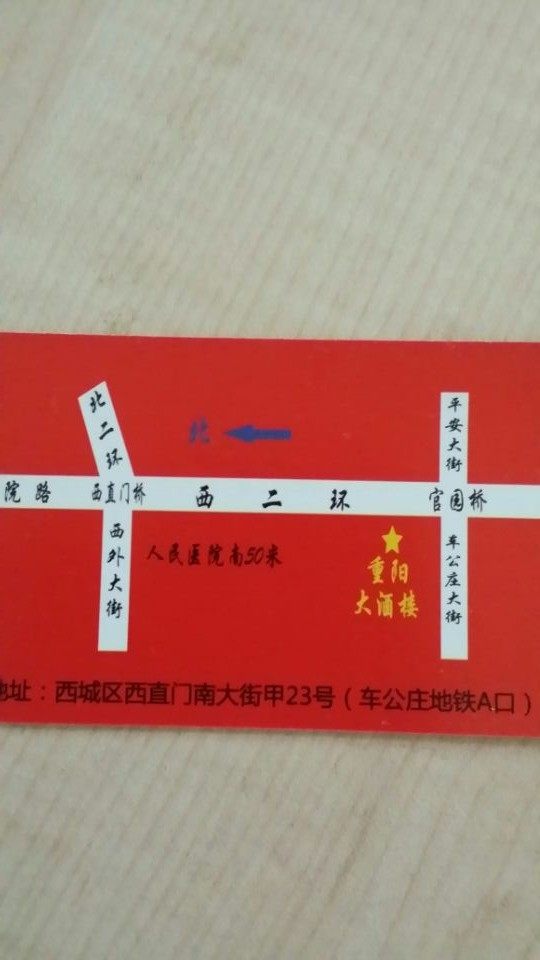 北二环
平安大街
北
院路
西直门桥
西二环
官园桥
西外大街
人民医院南50米
重阳
大酒楼
车公庄大街
地址：西城区西直门南大街甲23号（车公庄地铁A口）